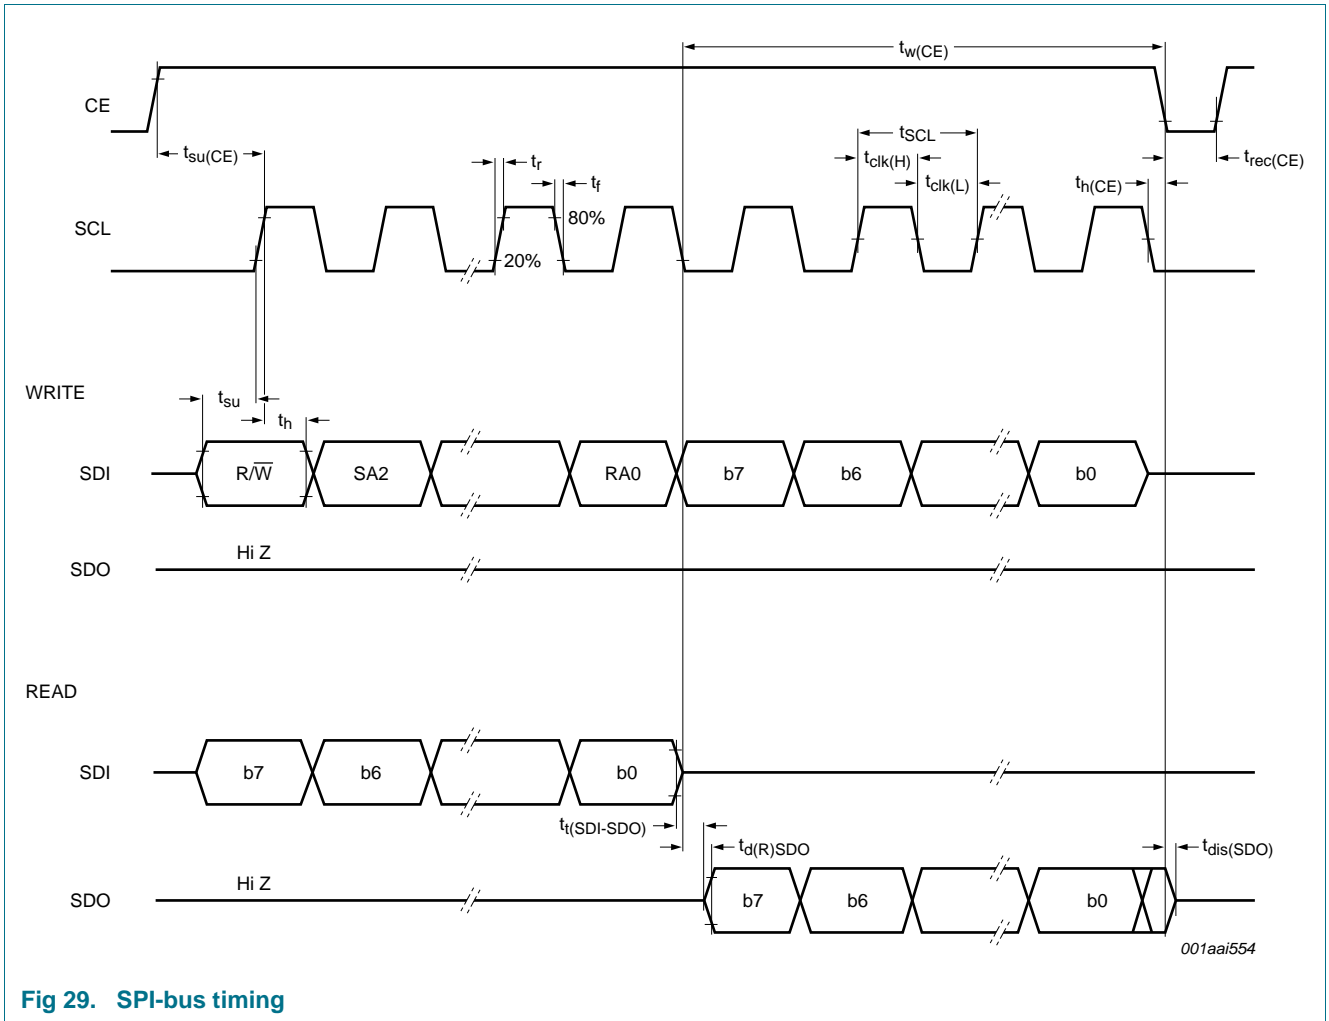 tw(CE)
CE
tSCL
tsu(CE)
tr
tclk(H)
trec(CE)
tf
tclk(L)
th(CE)
SCL
80%
20%
WRITE
tsu
th
SDI
R/W̅
SA2
RA0
b7
b6
b0
Hi Z
SDO
READ
SDI
b7
b6
b0
tt(SDI-SDO)
td(R)SDO
tdis(SDO)
Hi Z
SDO
b7
b6
b0
001aai554
Fig 29. SPI-bus timing